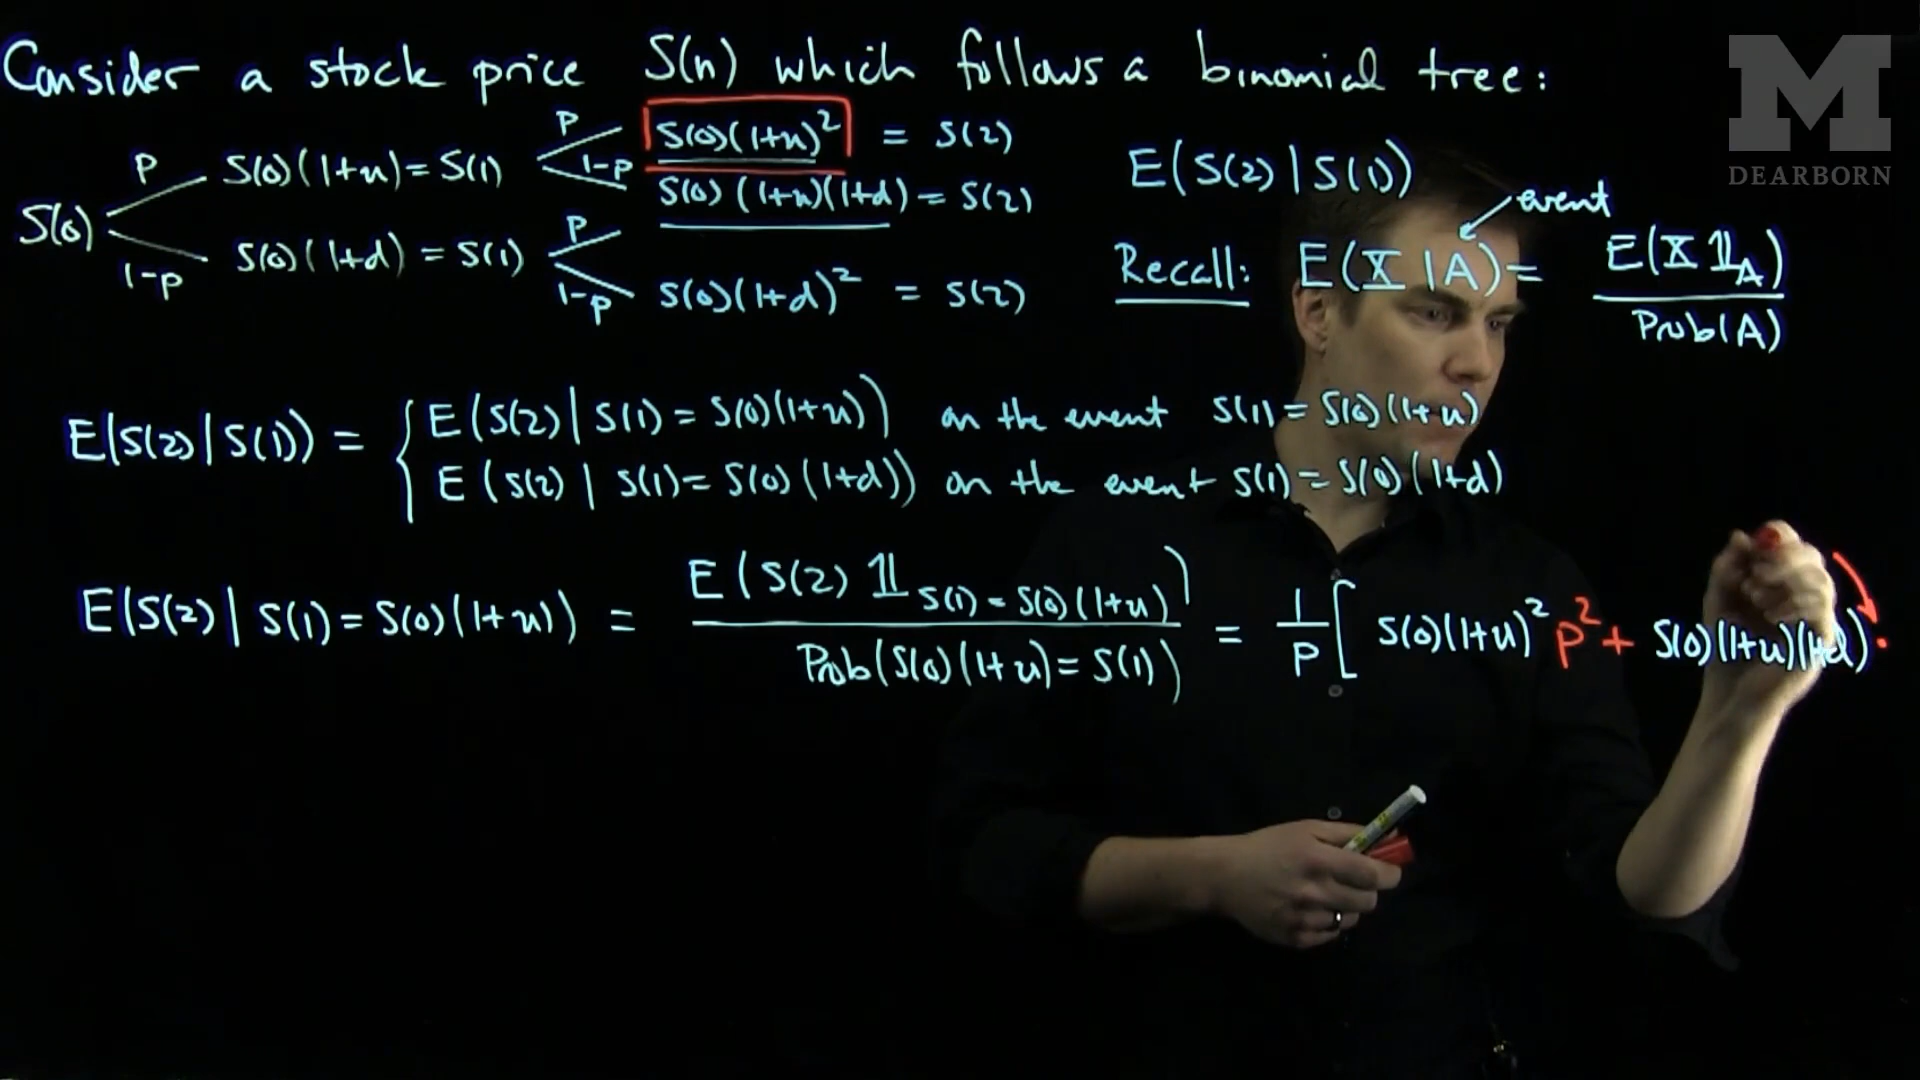 Consider a stock price S(n) which follows a binomial tree:
S(0)
P S(0)(1+u)=S(1)
1-p S(0)(1+d) = S(1)
P S(0)(1+u)² = S(2)
1-p S(0)(1+u)(1+d) = S(2)
P
1-p S(0)(1+d)² = S(2)
E(S(2)|S(1))
event
Recall: E(X|A) = E(X 𝟙_A) / Prob(A)
E(S(2)|S(1)) = { E(S(2)|S(1) = S(0)(1+u)) on the event S(1) = S(0)(1+u)
E(S(2)|S(1)=S(0)(1+d)) on the event S(1) = S(0)(1+d)
E(S(2)|S(1)=S(0)(1+u)) = E(S(2) 𝟙_S(1)=S(0)(1+u)) / Prob(S(0)(1+u)=S(1)) = 1/P [ S(0)(1+u)² P² + S(0)(1+u)(1+d) ·
M
DEARBORN